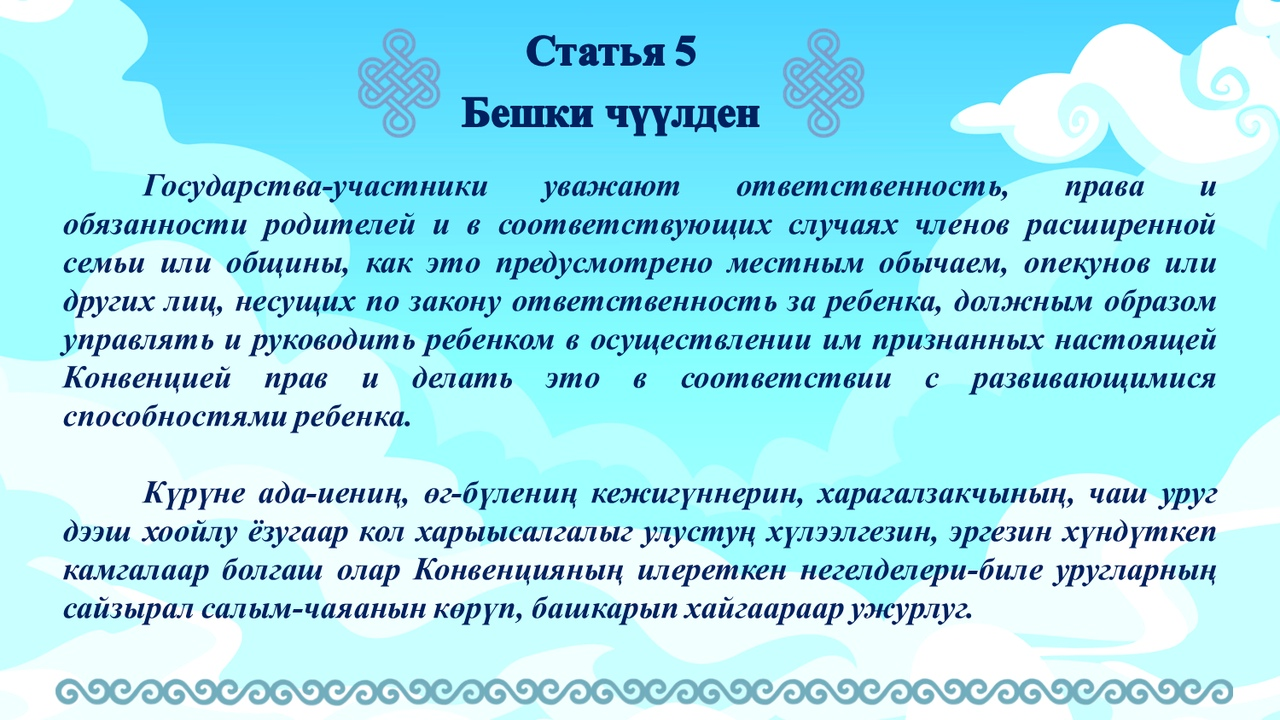 Статья 5
Бешки чүүлден
Государства-участники уважают ответственность, права и
обязанности родителей и в соответствующих случаях членов расширенной
семьи или общины, как это предусмотрено местным обычаем, опекунов или
других лиц, несущих по закону ответственность за ребенка, должным образом
управлять и руководить ребенком в осуществлении им признанных настоящей
Конвенцией прав и делать это в соответствии с развивающимися
способностями ребенка.
Күрүне ада-иениң, өг-бүлениң кежигүннерин, харагалзакчының, чаш уруг
дээш хоойлу ёзугаар кол харыысалгалыг улустуң хүлээлгезин, эргезин хүндүткеп
камгалаар болгаш олар Конвенцияның илереткен негелделери-биле уругларның
сайзырал салым-чаяанын көрүп, башкарып хайгаараар ужурлуг.